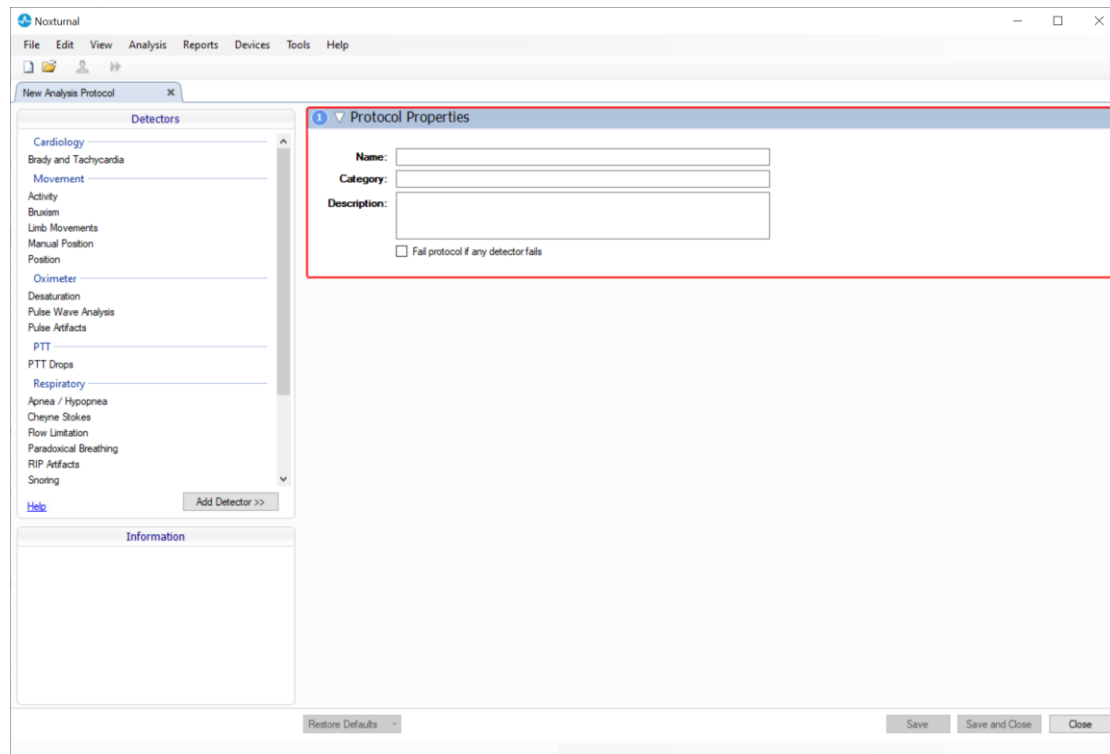 Noxturnal
File Edit View Analysis Reports Devices Tools Help
New Analysis Protocol
Detectors
Cardiology
Brady and Tachycardia
Movement
Activity
Bruxism
Limb Movements
Manual Position
Position
Oximeter
Desaturation
Pulse Wave Analysis
Pulse Artifacts
PTT
PTT Drops
Respiratory
Apnea / Hypopnea
Cheyne Stokes
Flow Limitation
Paradoxical Breathing
RIP Artifacts
Snoring
Help
Add Detector >>
Information
1 Protocol Properties
Name:
Category:
Description:
Fail protocol if any detector fails
Restore Defaults
Save
Save and Close
Close